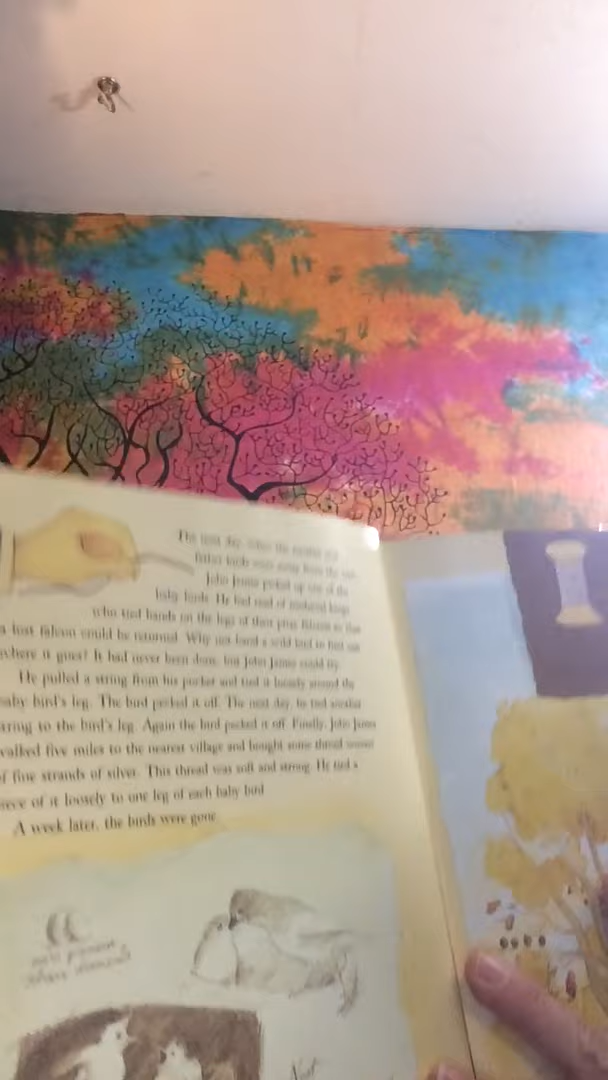 The next day, when the mother and
father birds were away from the nest,
John James picked up one of the
baby birds. He had read of medieval kings
who tied bands on the legs of their prize falcons so that
a lost falcon could be returned. Why not band a wild bird to find out
where it goes? It had never been done, but John James could try.
He pulled a string from his pocket and tied it loosely around the
baby bird's leg. The bird pecked it off. The next day, he tied another
tring to the bird's leg. Again the bird pecked it off. Finally, John James
walked five miles to the nearest village and bought some thread woven
of fine strands of silver. This thread was soft and strong. He tied a
piece of it loosely to one leg of each baby bird.
A week later, the birds were gone.
Nest